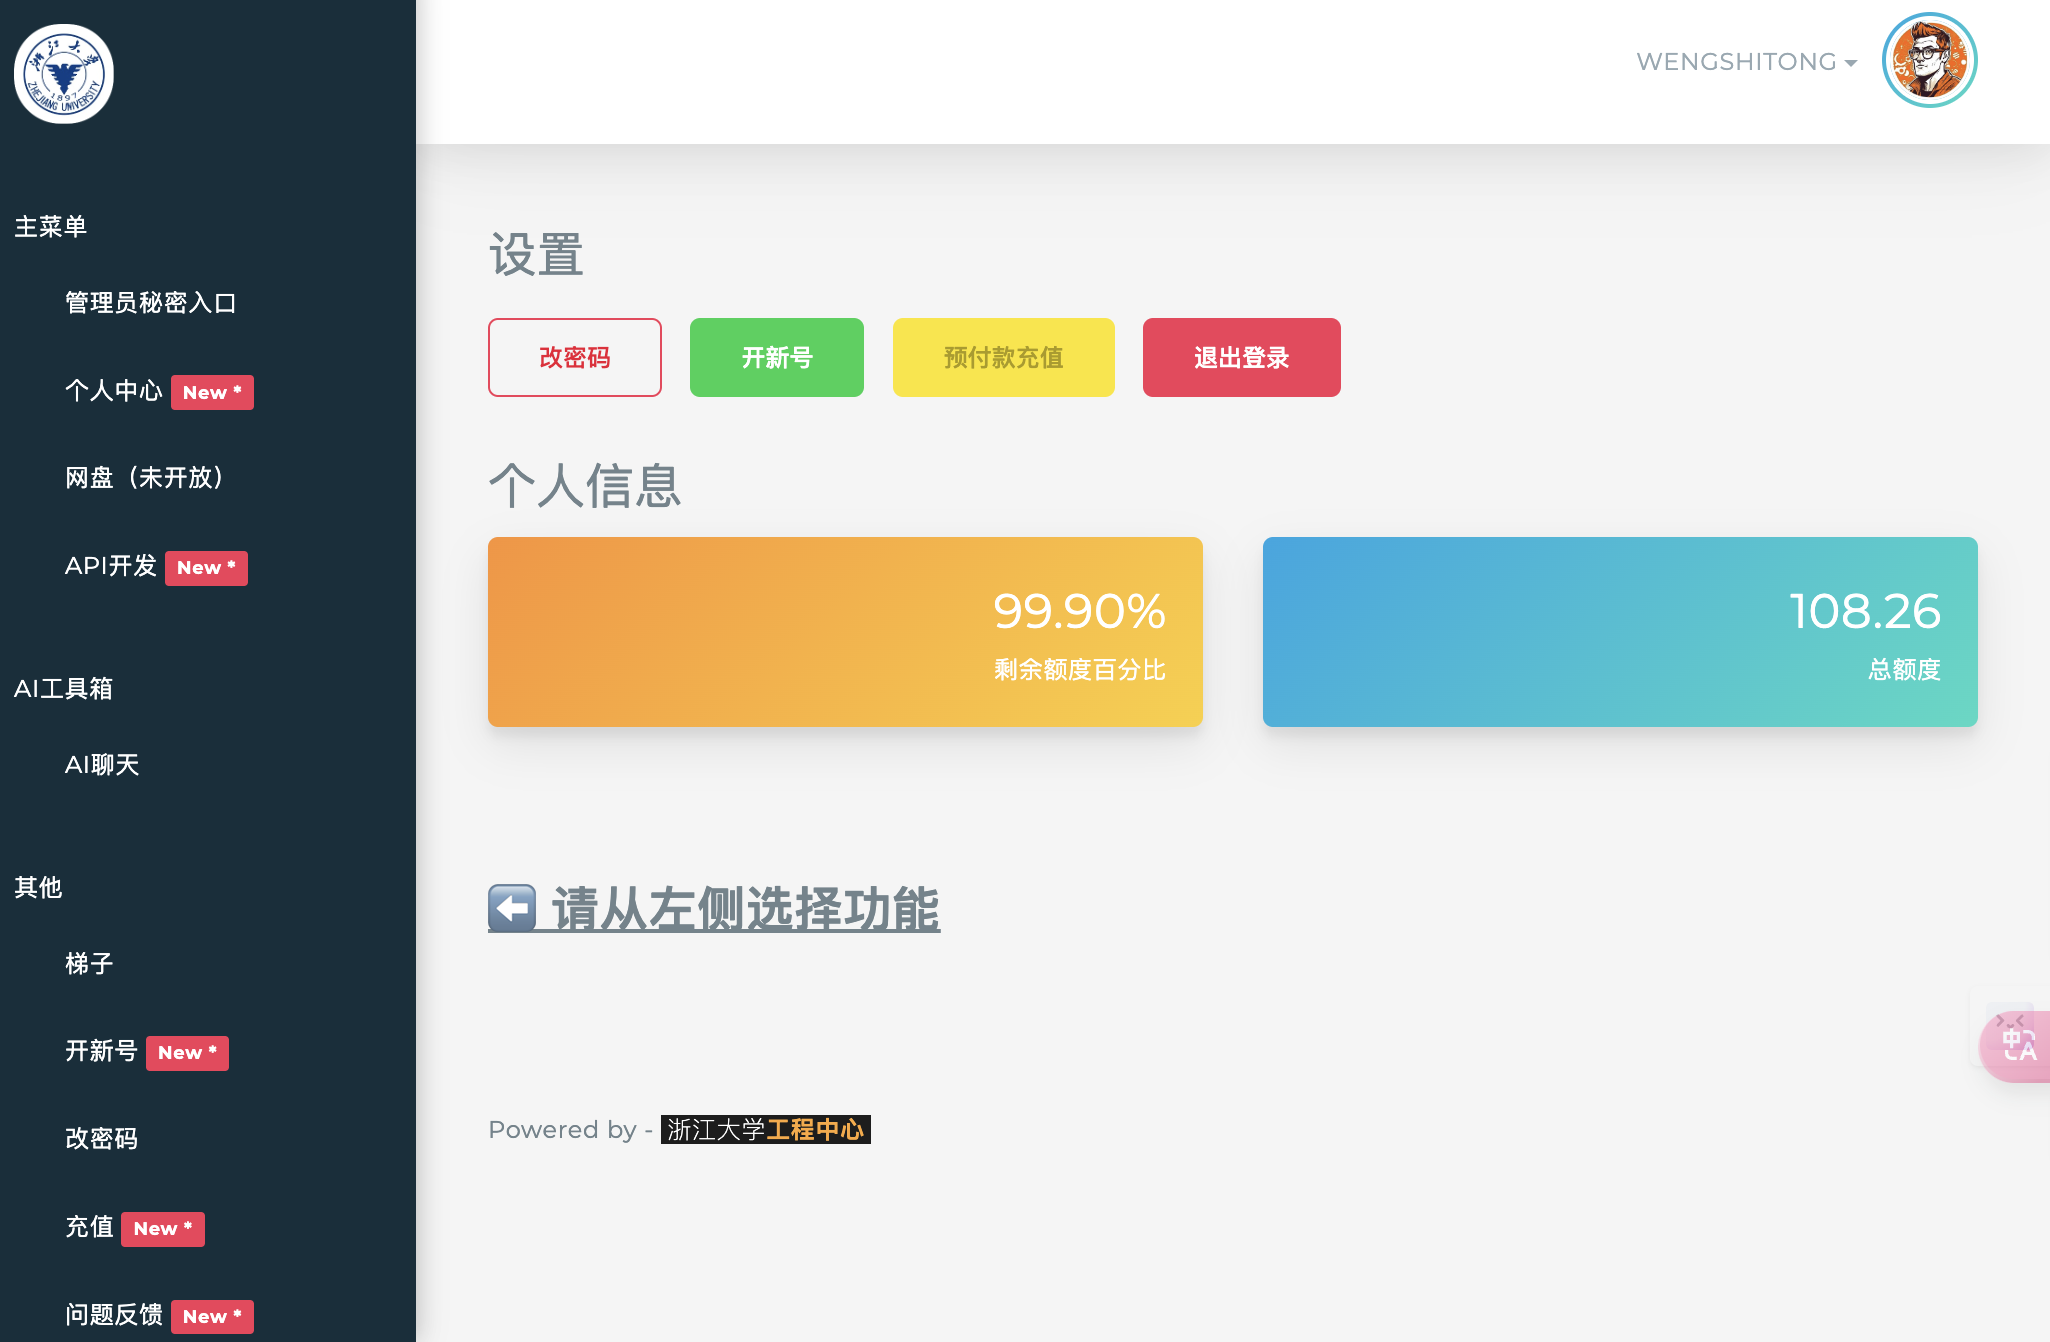 浙江大学
ZHEJIANG UNIVERSITY
1897
WENGSHITONG
主菜单
管理员秘密入口
个人中心 New *
网盘（未开放）
API开发 New *
AI工具箱
AI聊天
其他
梯子
开新号 New *
改密码
充值 New *
问题反馈 New *
设置
改密码 开新号 预付款充值 退出登录
个人信息
99.90%
剩余额度百分比
108.26
总额度
请从左侧选择功能
中 A
Powered by - 浙江大学工程中心